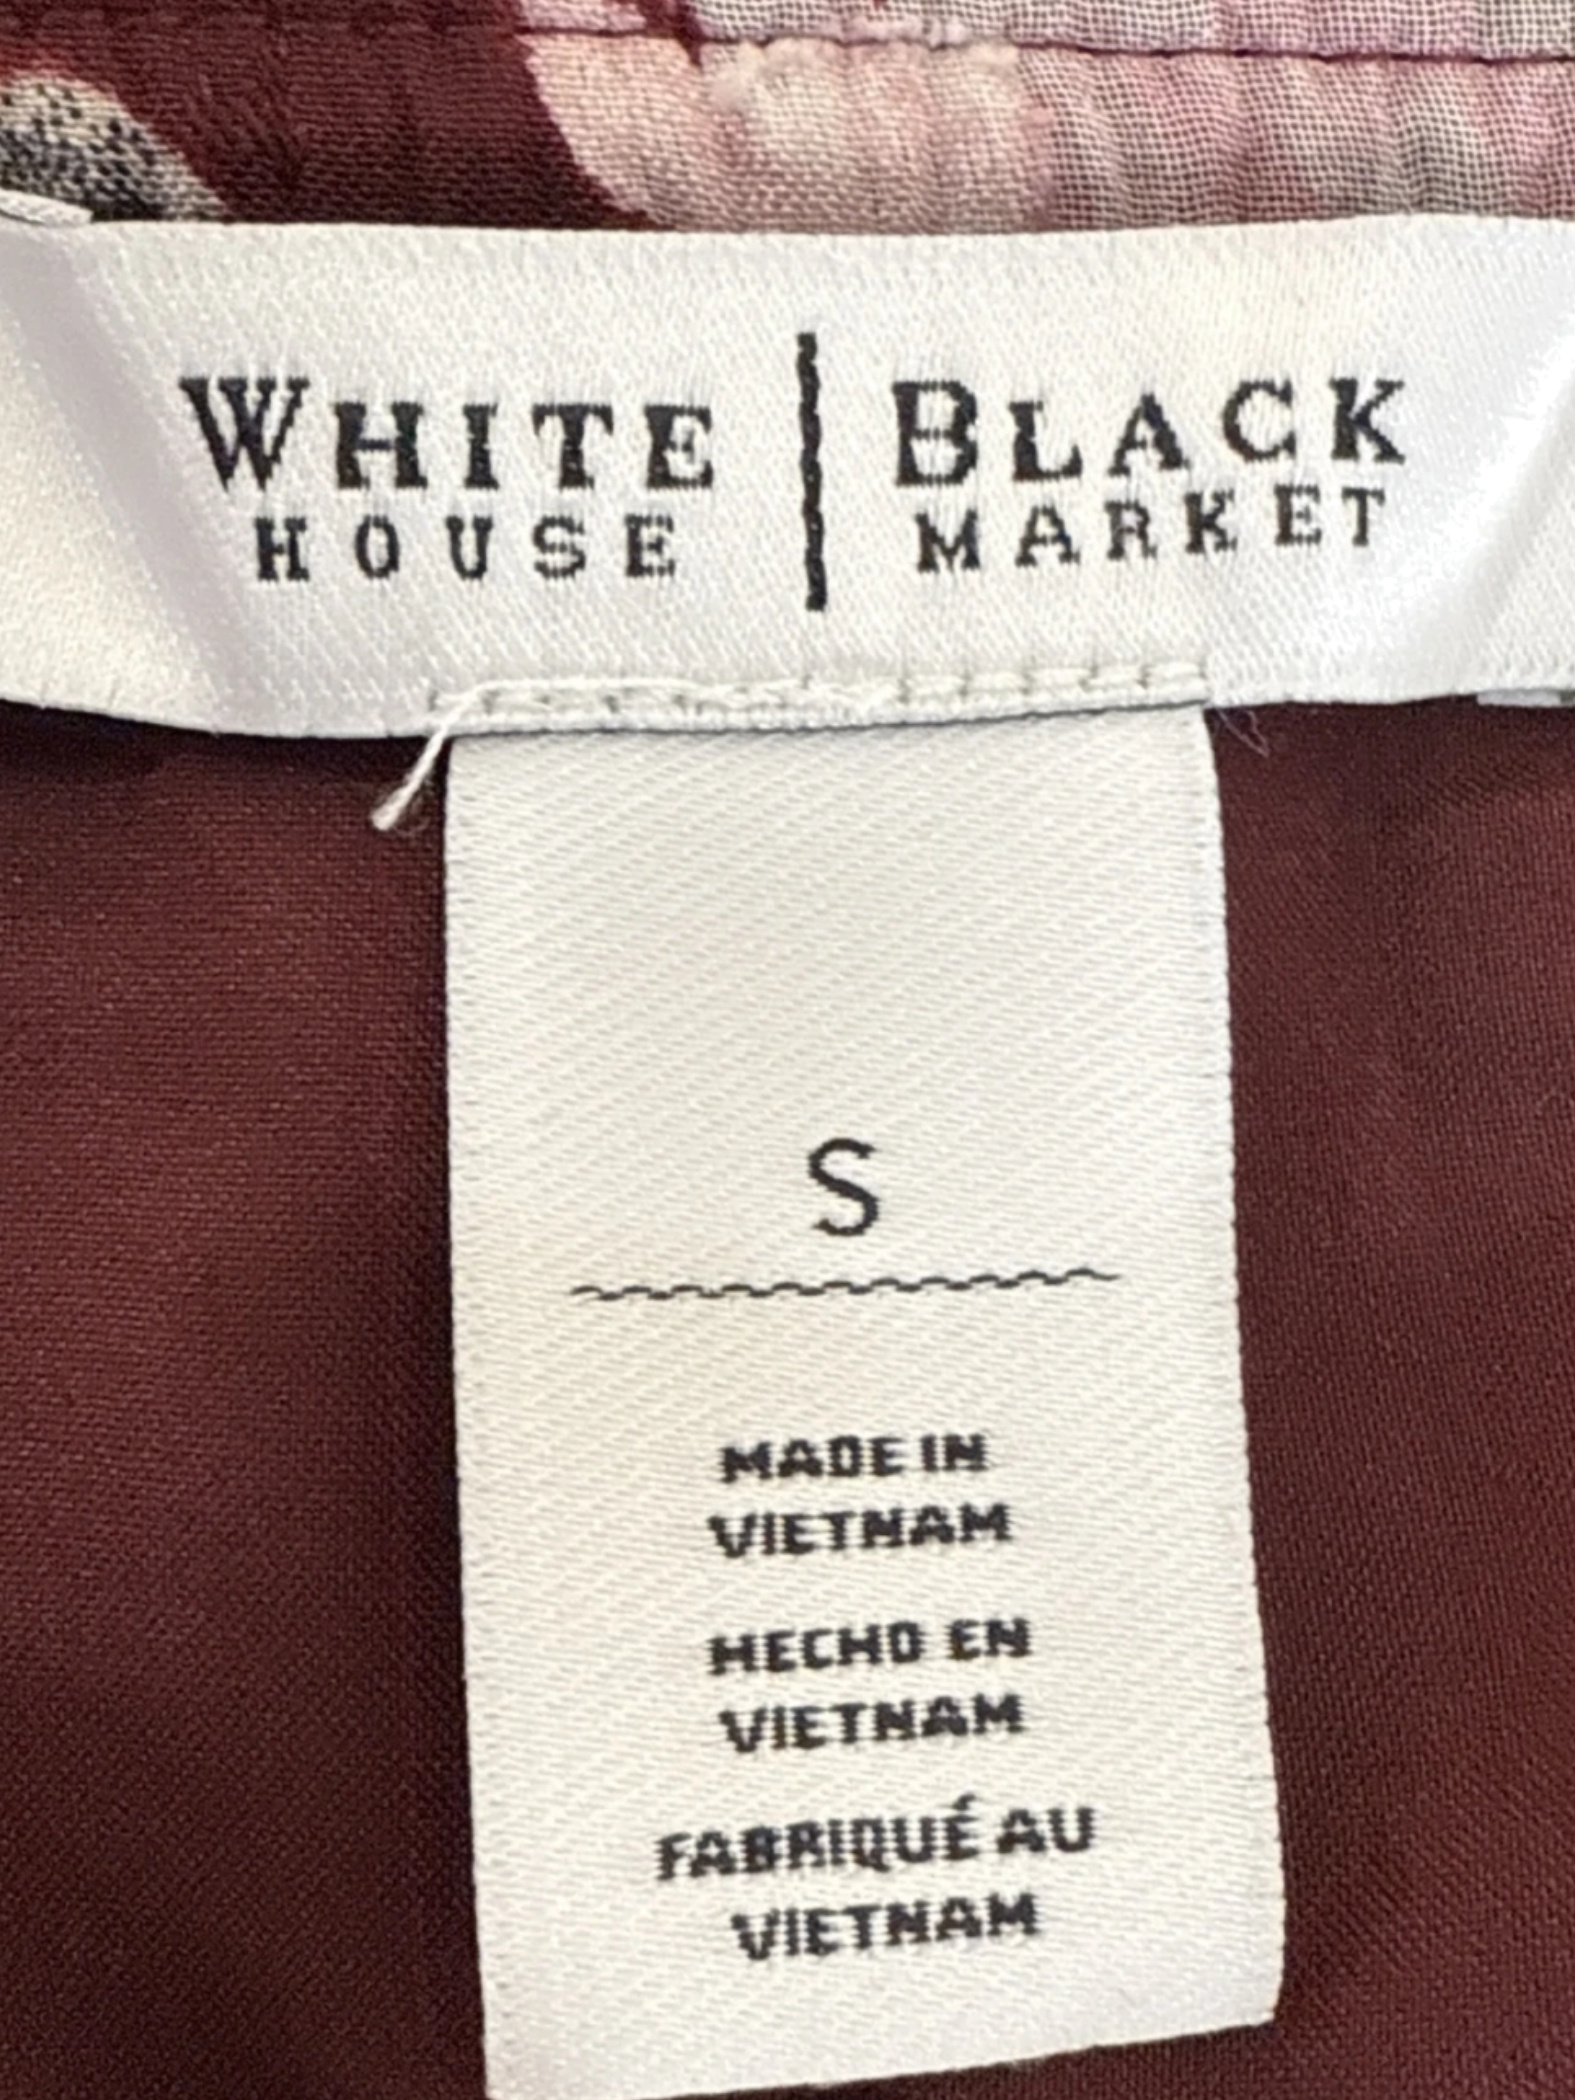 WHITE | BLACK
HOUSE | MARKET
S
MADE IN
VIETNAM
HECHO EN
VIETNAM
FABRIQUÉ AU
VIETNAM